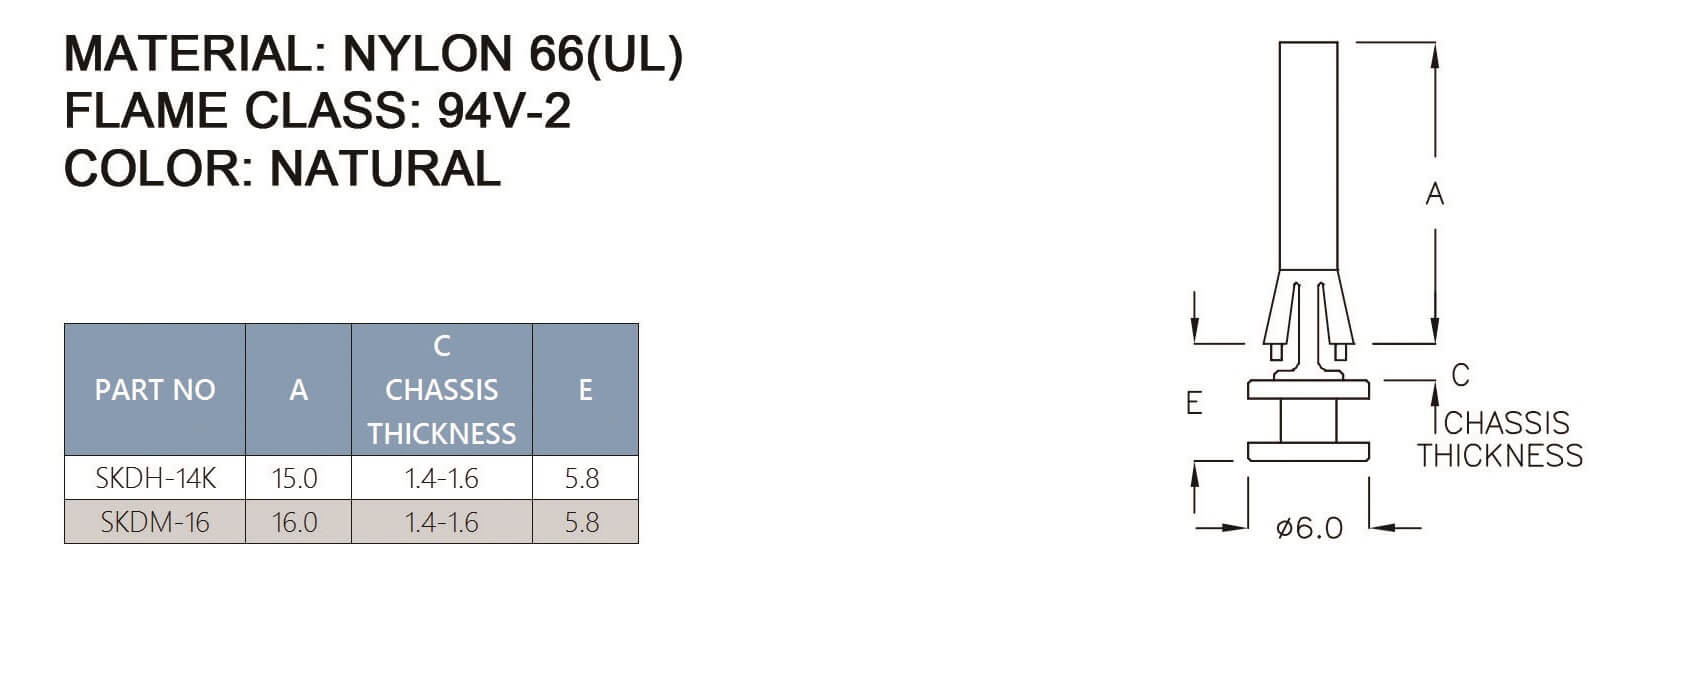 MATERIAL: NYLON 66(UL)
FLAME CLASS: 94V-2
COLOR: NATURAL
PART NO A C CHASSIS THICKNESS E
SKDH-14K 15.0 1.4-1.6 5.8
SKDM-16 16.0 1.4-1.6 5.8
A
C
E
CHASSIS
THICKNESS
ø6.0